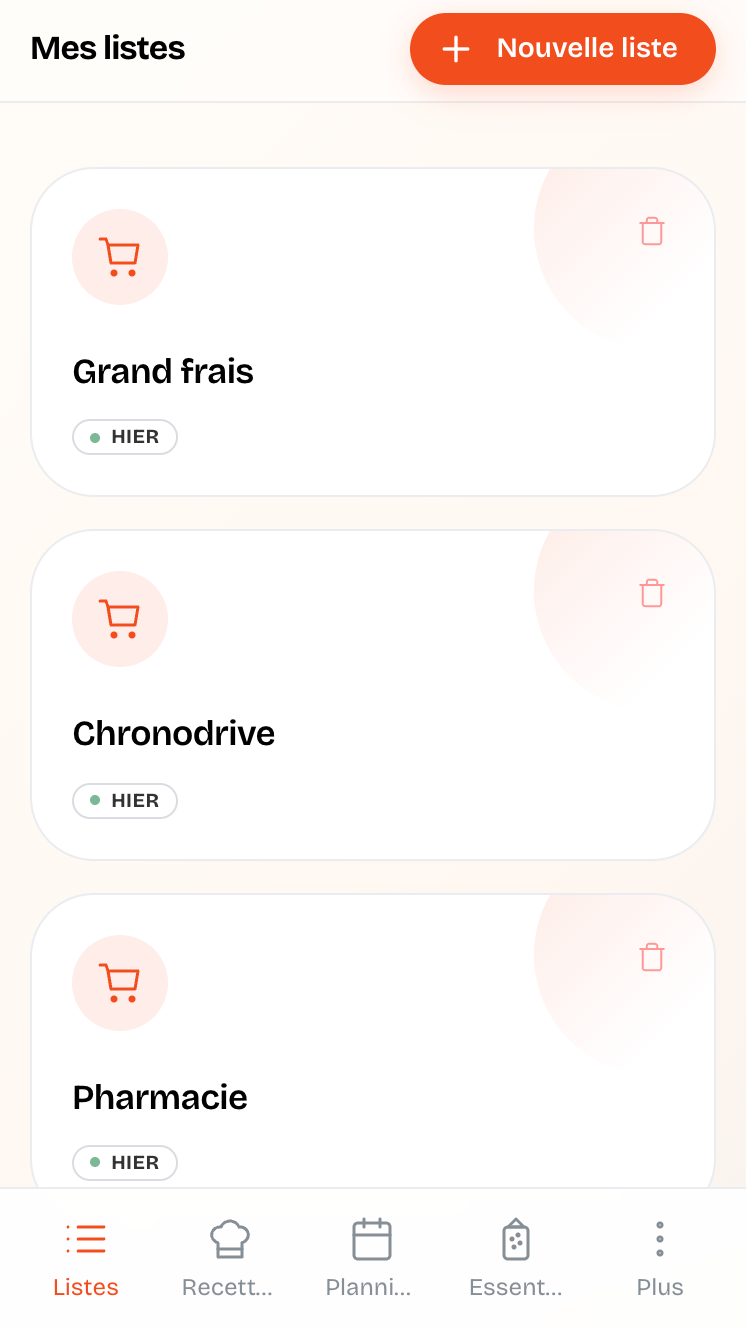 Mes listes
Nouvelle liste
Grand frais
HIER
Chronodrive
HIER
Pharmacie
HIER
Listes
Recett...
Planni...
Essent...
Plus